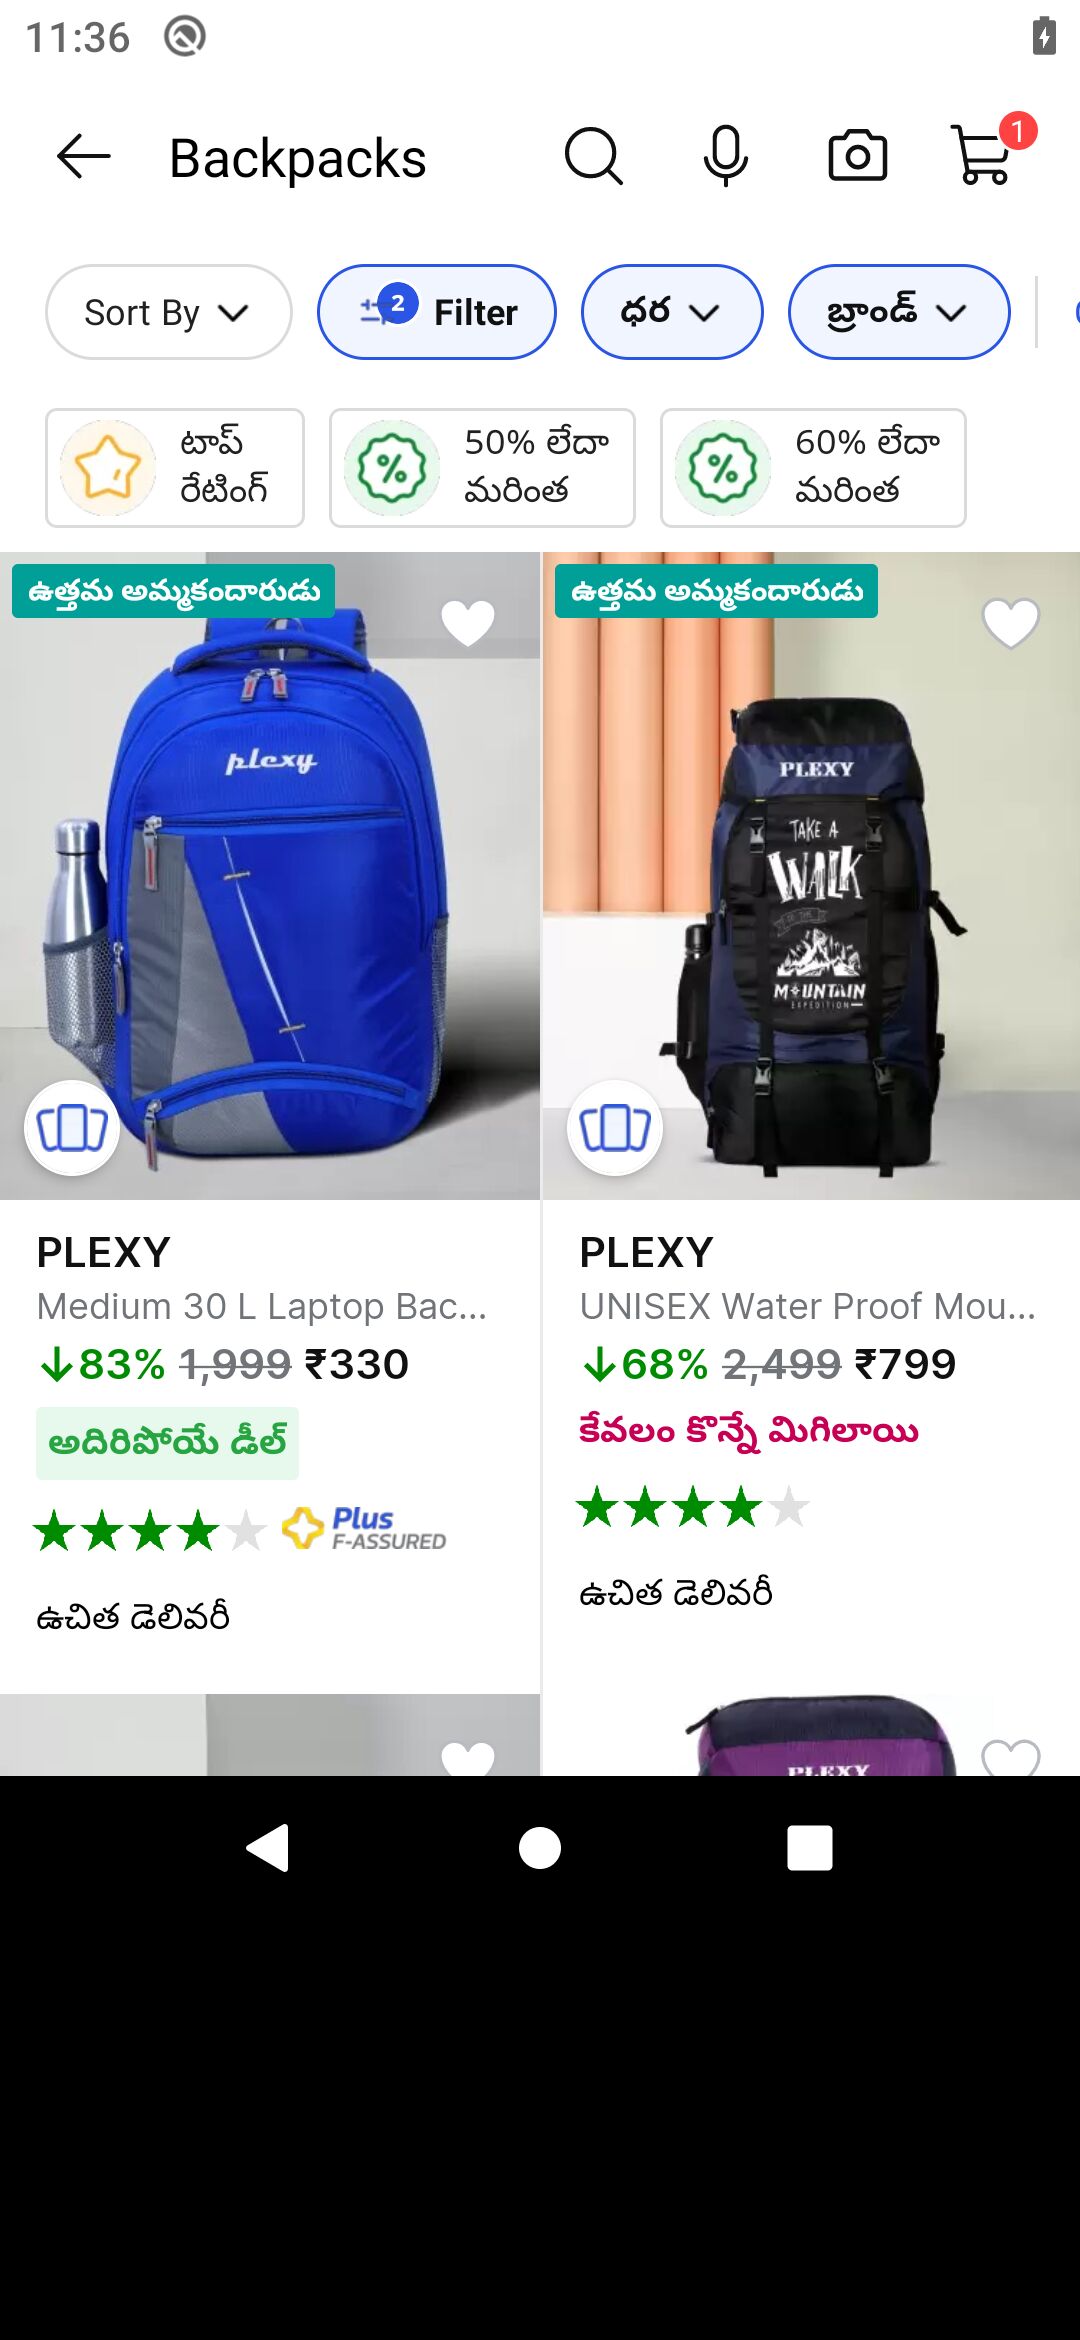 11:36
Backpacks
1
Sort By
2 Filter
ధర
బ్రాండ్
టాప్
రేటింగ్
50% లేదా
మరింత
60% లేదా
మరింత
ఉత్తమ అమ్మకందారుడు
plexy
ఉత్తమ అమ్మకందారుడు
PLEXY
TAKE A
WALK
MOUNTAIN
EXPEDITION
PLEXY
Medium 30 L Laptop Bac...
↓83% 1,999 ₹330
అదిరిపోయే డీల్
Plus
F-ASSURED
ఉచిత డెలివరీ
PLEXY
UNISEX Water Proof Mou...
↓68% 2,499 ₹799
కేవలం కొన్నే మిగిలాయి
ఉచిత డెలివరీ
PLEXY